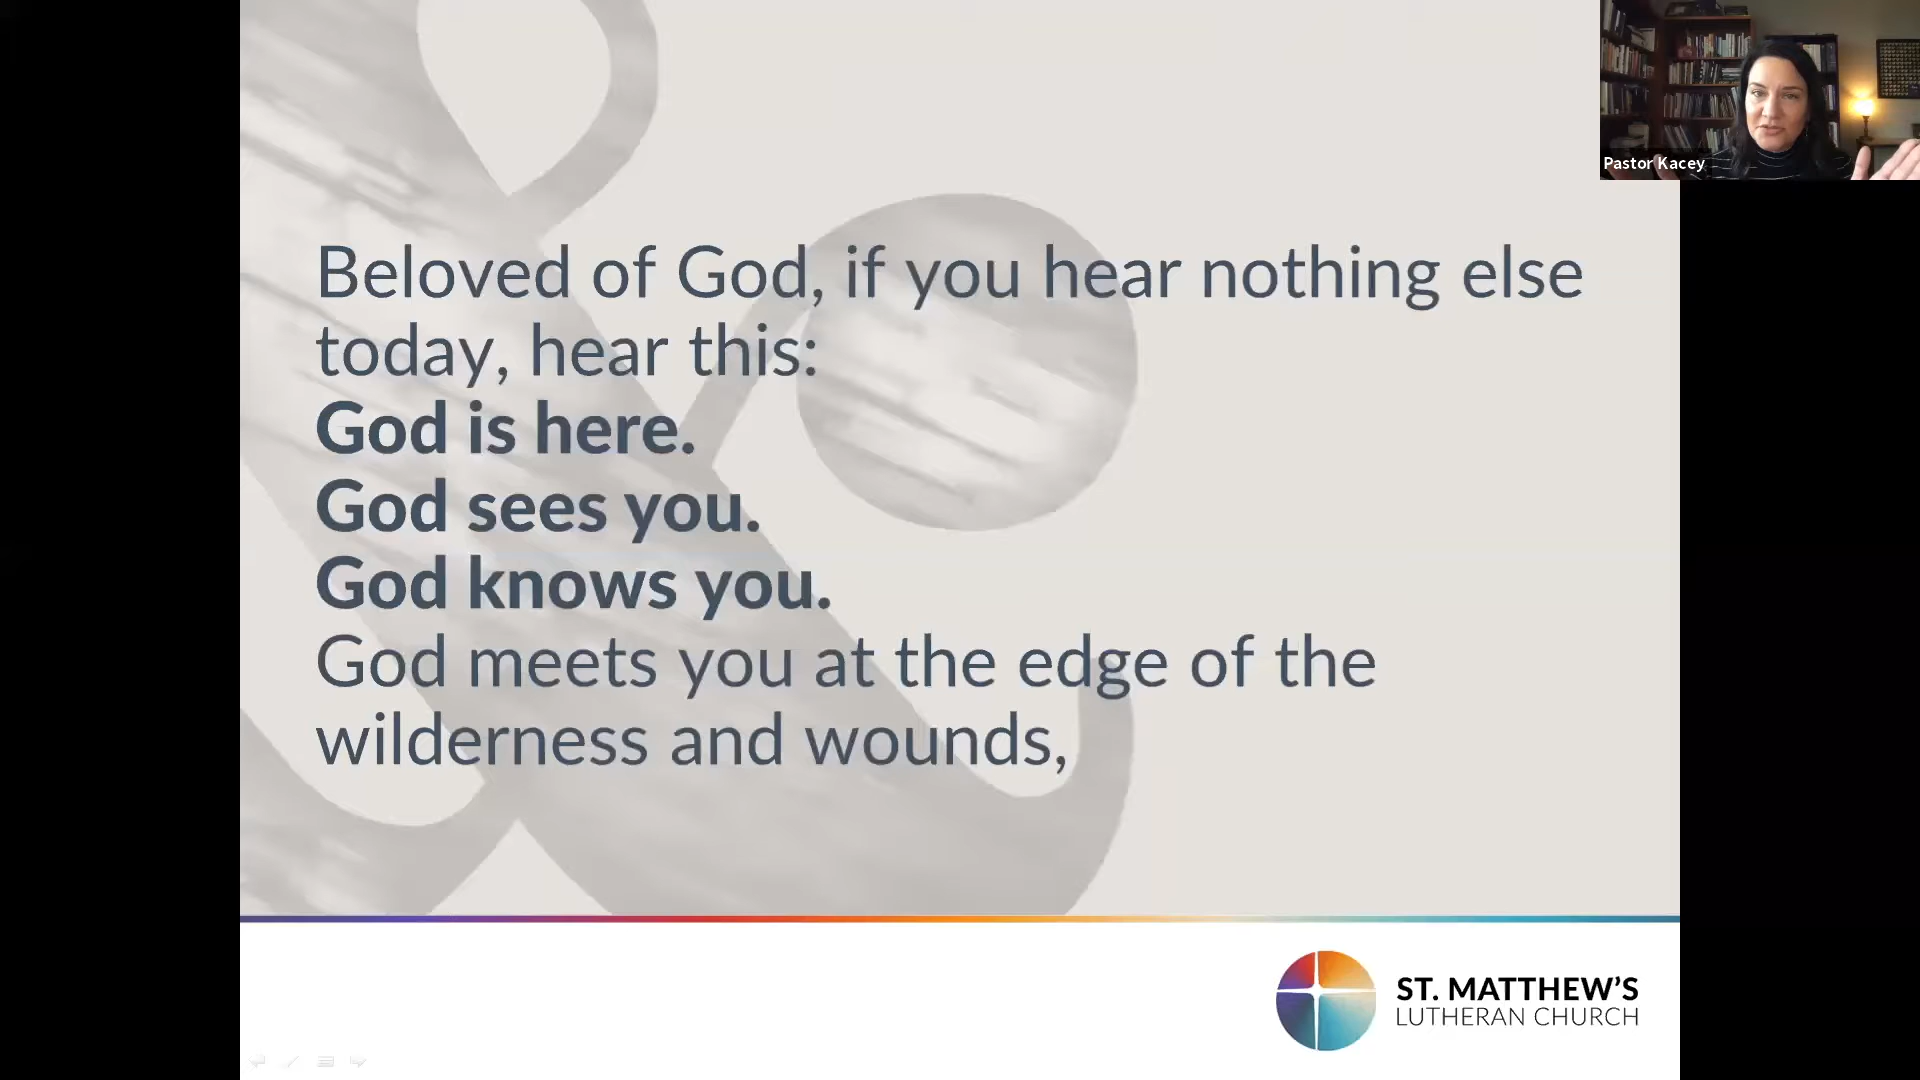 Pastor Kacey
Beloved of God, if you hear nothing else
today, hear this:
God is here.
God sees you.
God knows you.
God meets you at the edge of the
wilderness and wounds,
ST. MATTHEW'S
LUTHERAN CHURCH